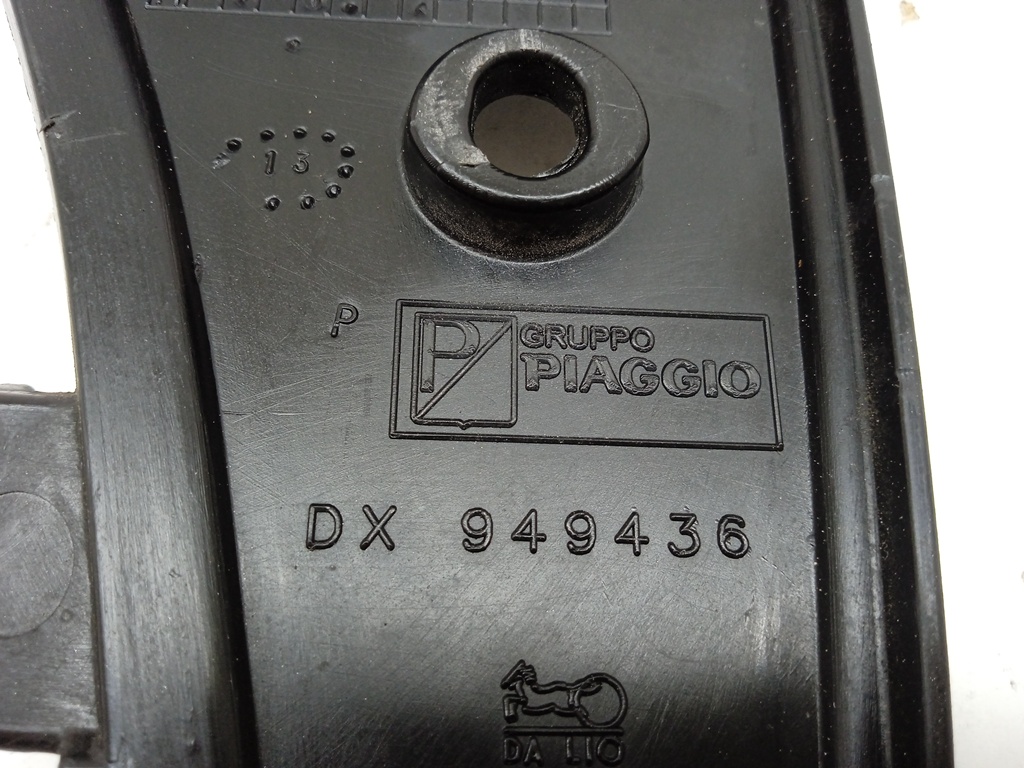 13
P
P GRUPPO
PIAGGIO
DX 949436
DA LIO